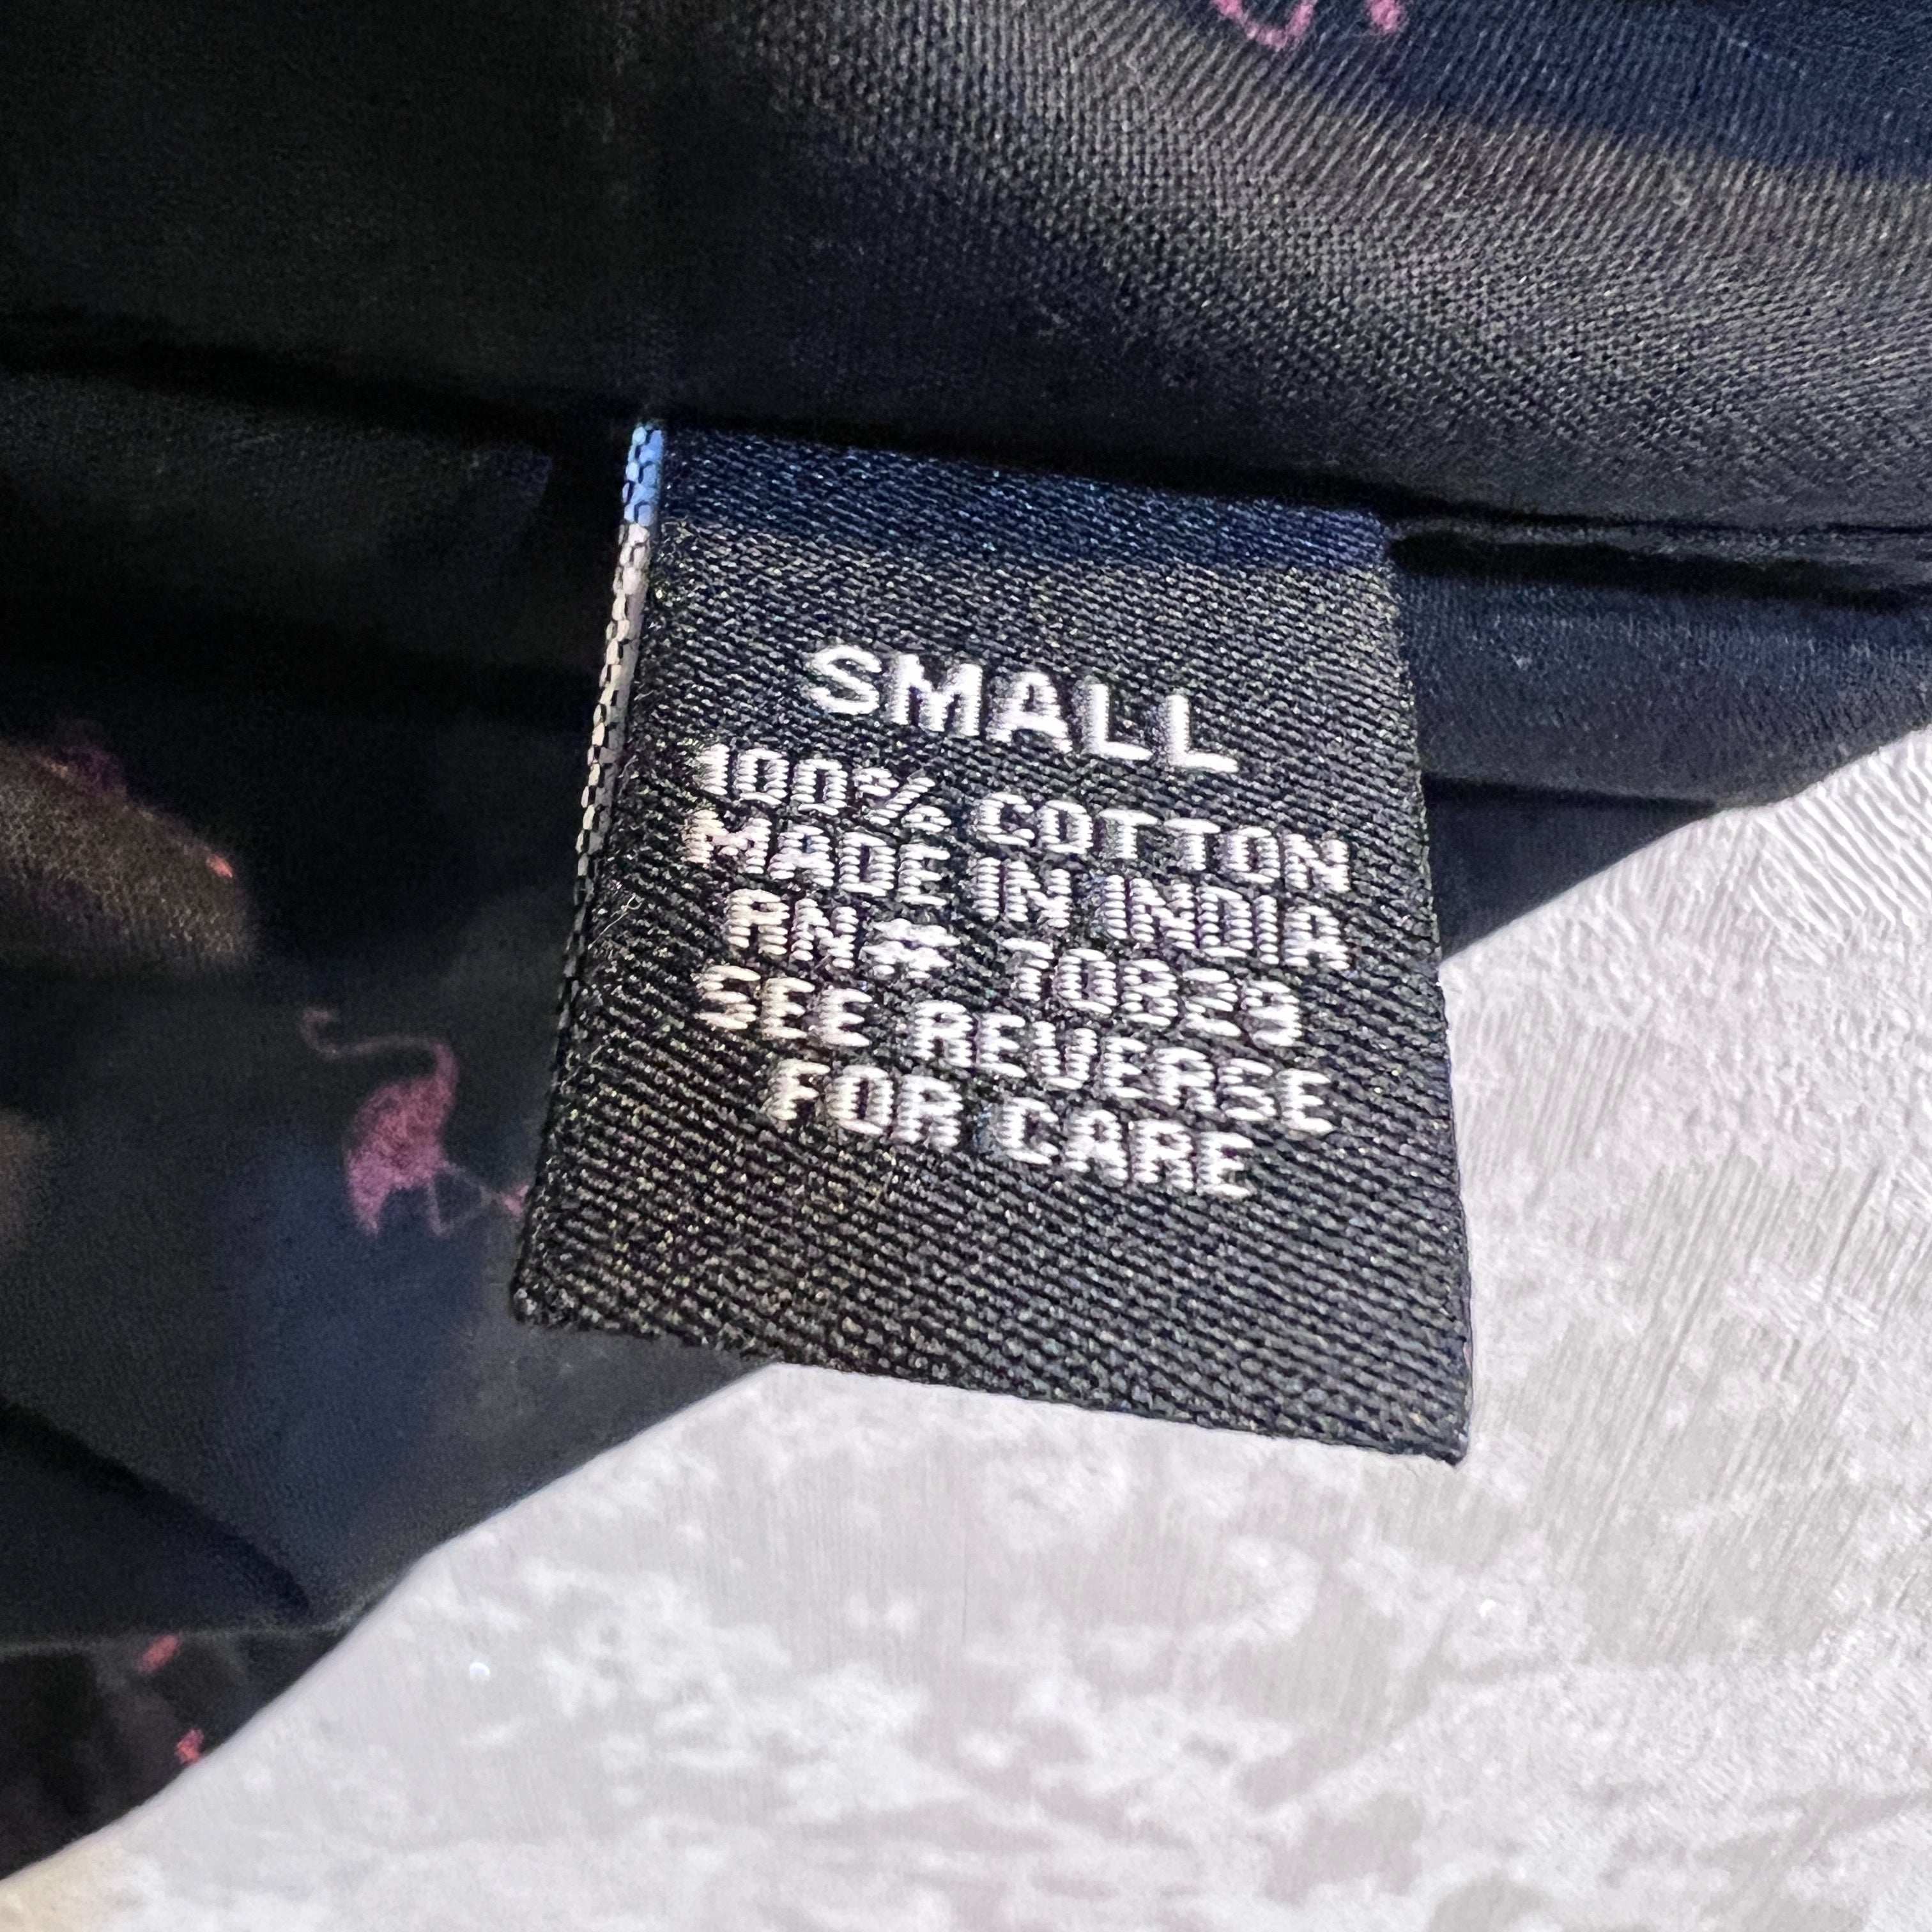 SMALL
100% COTTON
MADE IN INDIA
RN# 70829
SEE REVERSE
FOR CARE